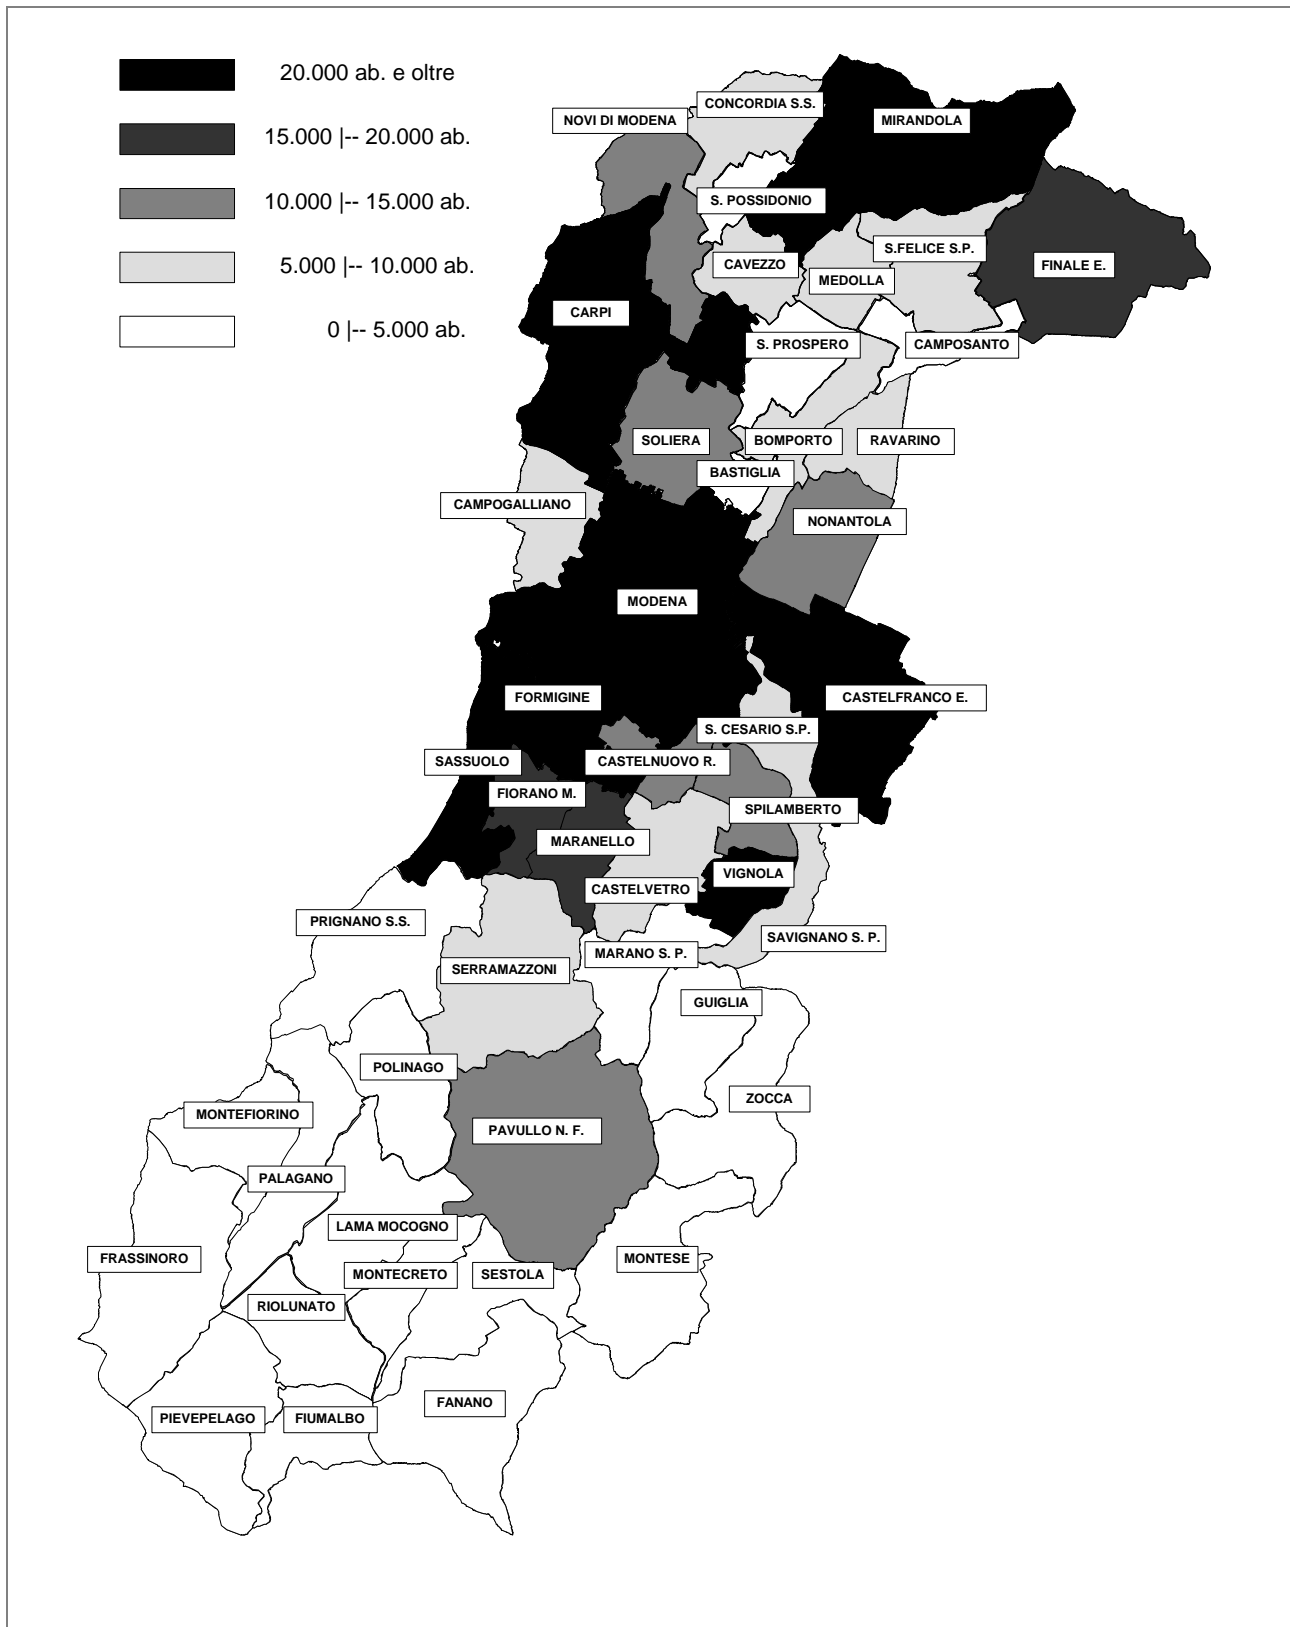 20.000 ab. e oltre
15.000 |-- 20.000 ab.
10.000 |-- 15.000 ab.
5.000 |-- 10.000 ab.
0 |-- 5.000 ab.
CONCORDIA S.S.
NOVI DI MODENA
MIRANDOLA
S. POSSIDONIO
S.FELICE S.P.
CAVEZZO
FINALE E.
MEDOLLA
CARPI
S. PROSPERO
CAMPOSANTO
SOLIERA
BOMPORTO
RAVARINO
BASTIGLIA
CAMPOGALLIANO
NONANTOLA
MODENA
FORMIGINE
CASTELFRANCO E.
S. CESARIO S.P.
SASSUOLO
CASTELNUOVO R.
FIORANO M.
SPILAMBERTO
MARANELLO
VIGNOLA
CASTELVETRO
PRIGNANO S.S.
SAVIGNANO S. P.
MARANO S. P.
SERRAMAZZONI
GUIGLIA
POLINAGO
ZOCCA
MONTEFIORINO
PAVULLO N. F.
PALAGANO
LAMA MOCOGNO
FRASSINORO
MONTESE
MONTECRETO
SESTOLA
RIOLUNATO
FANANO
PIEVEPELAGO
FIUMALBO